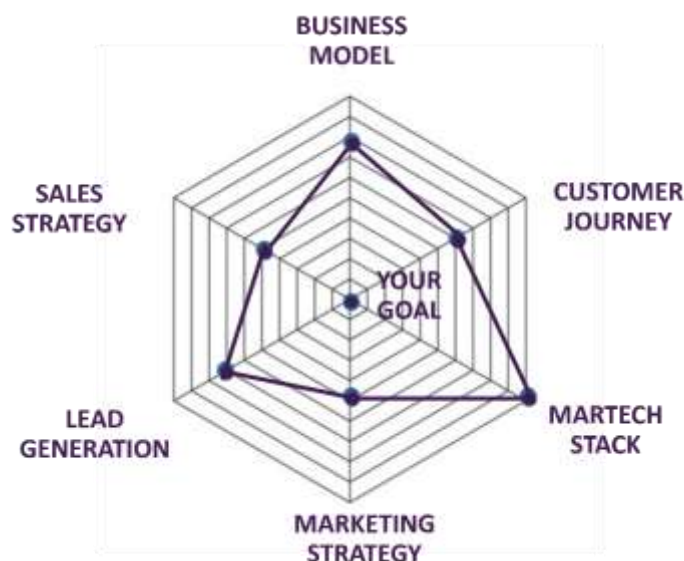 BUSINESS
MODEL
SALES
STRATEGY
CUSTOMER
JOURNEY
YOUR
GOAL
LEAD
GENERATION
MARTECH
STACK
MARKETING
STRATEGY